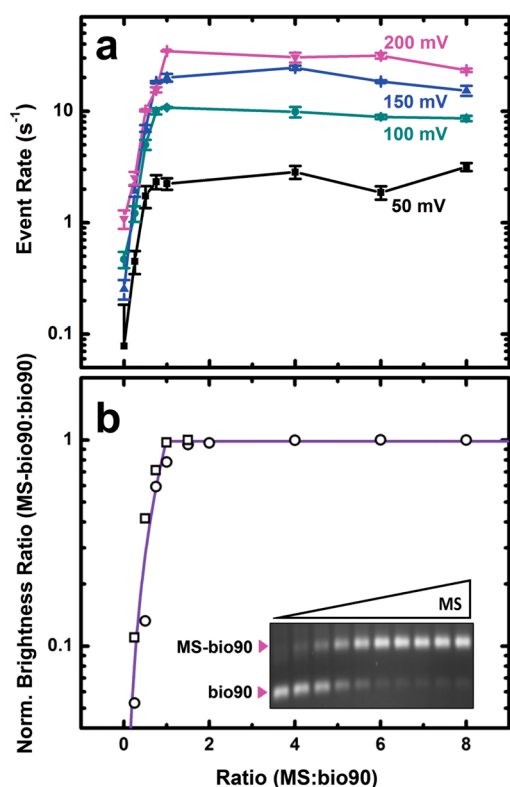 a
200 mV
150 mV
100 mV
50 mV
10
1
0.1
Event Rate (s⁻¹)
b
1
0.1
Norm. Brightness Ratio (MS-bio90:bio90)
MS
MS-bio90
bio90
0 2 4 6 8
Ratio (MS:bio90)